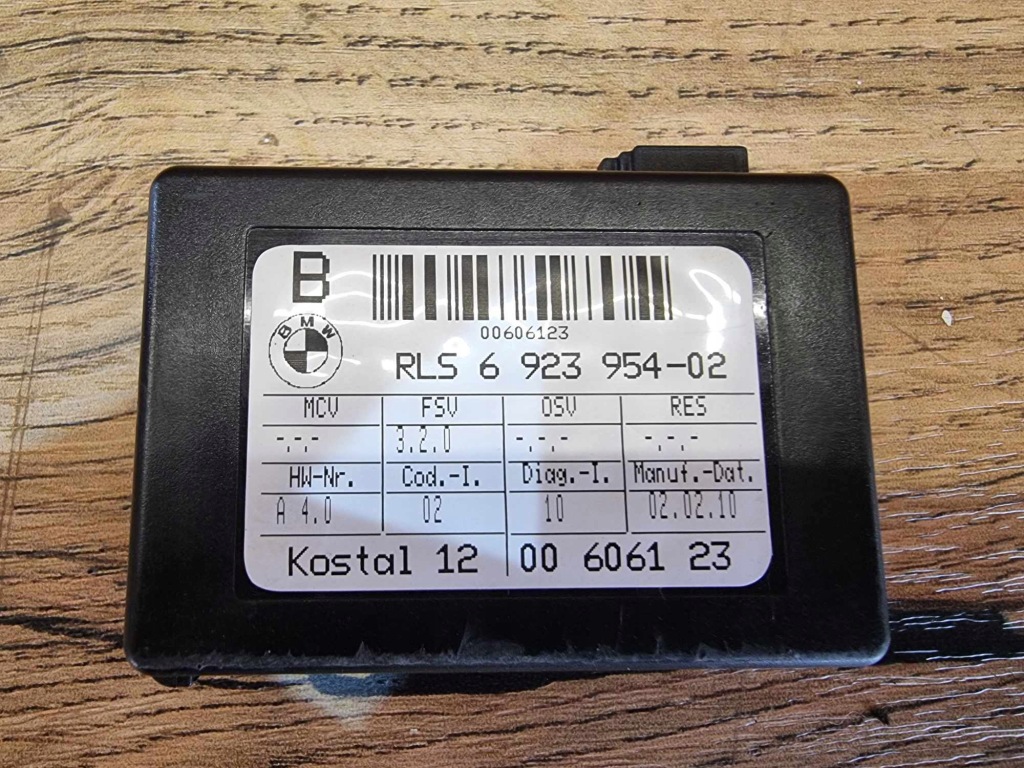 B
00606123
BMW
RLS 6 923 954-02
MCV FSV OSV RES
-.-.- 3.2.0 -.-.- -.-.-
HW-Nr. Cod.-I. Diag.-I. Manuf.-Dat.
A 4.0 02 10 02.02.10
Kostal 12 00 6061 23